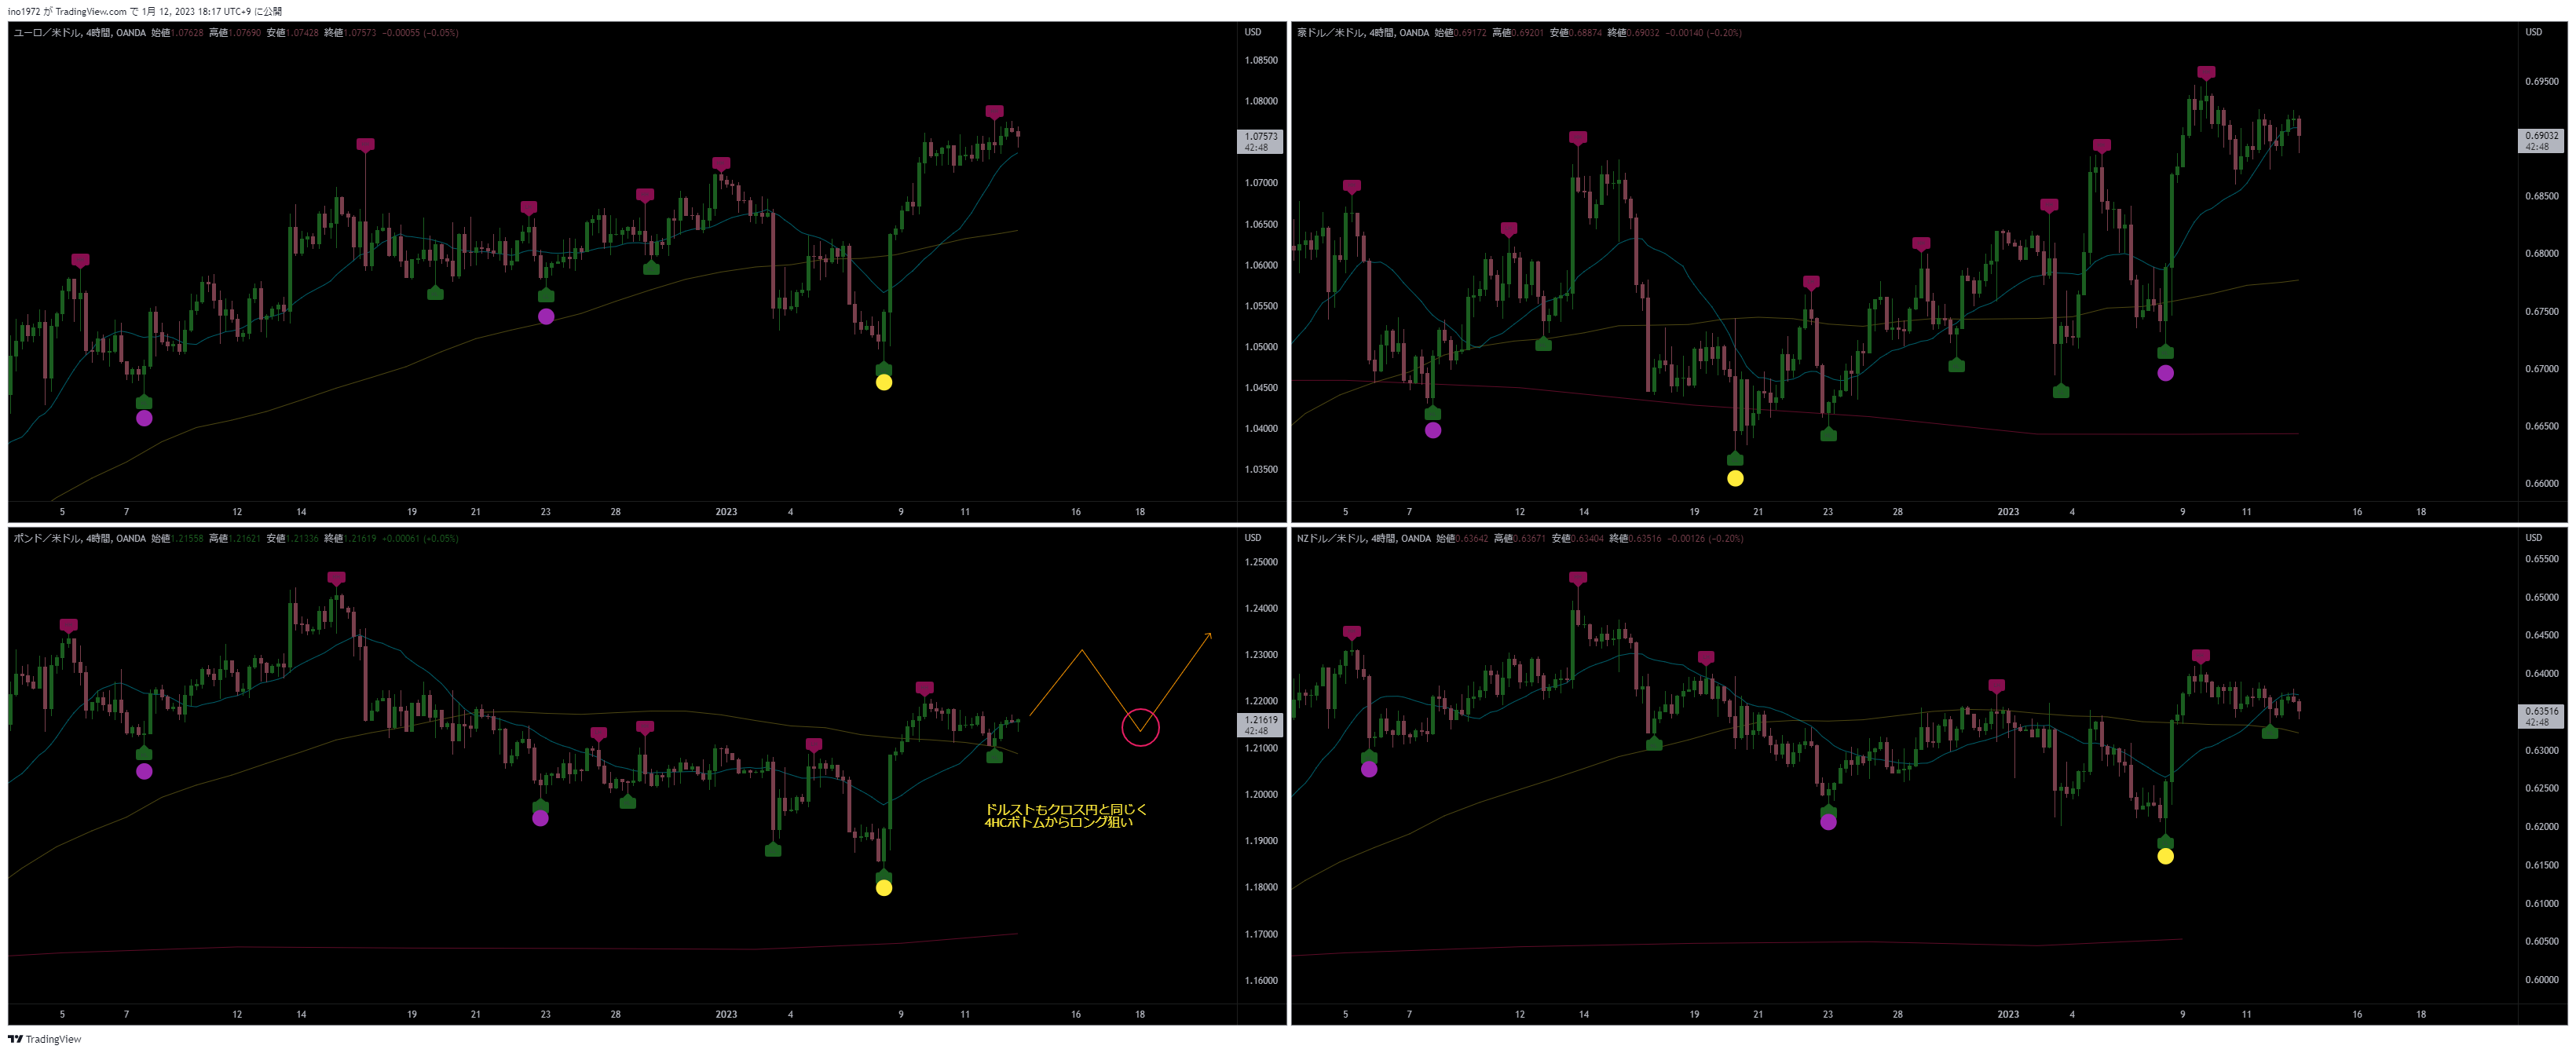 ino1972 が TradingView.com で 1月 12, 2023 18:17 UTC+9 に公開
ユーロ／米ドル, 4時間, OANDA 始値1.07628 高値1.07690 安値1.07428 終値1.07573 −0.00055 (−0.05%)
USD
1.08500
1.08000
1.07573
42:48
1.07000
1.06500
1.06000
1.05500
1.05000
1.04500
1.04000
1.03500
5 7 12 14 19 21 23 28 2023 4 9 11 16 18
豪ドル／米ドル, 4時間, OANDA 始値0.69172 高値0.69201 安値0.68874 終値0.69032 −0.00140 (−0.20%)
USD
0.69500
0.69032
42:48
0.68500
0.68000
0.67500
0.67000
0.66500
0.66000
5 7 12 14 19 21 23 28 2023 4 9 11 16 18
ポンド／米ドル, 4時間, OANDA 始値1.21558 高値1.21621 安値1.21336 終値1.21619 +0.00061 (+0.05%)
USD
1.25000
1.24000
1.23000
1.22000
1.21619
42:48
1.21000
1.20000
1.19000
1.18000
1.17000
1.16000
ドルストもクロス円と同じく
4HCボトムからロング狙い
5 7 12 14 19 21 23 28 2023 4 9 11 16 18
NZドル／米ドル, 4時間, OANDA 始値0.63642 高値0.63671 安値0.63404 終値0.63516 −0.00126 (−0.20%)
USD
0.65500
0.65000
0.64500
0.64000
0.63516
42:48
0.63000
0.62500
0.62000
0.61500
0.61000
0.60500
0.60000
5 7 12 14 19 21 23 28 2023 4 9 11 16 18
TradingView